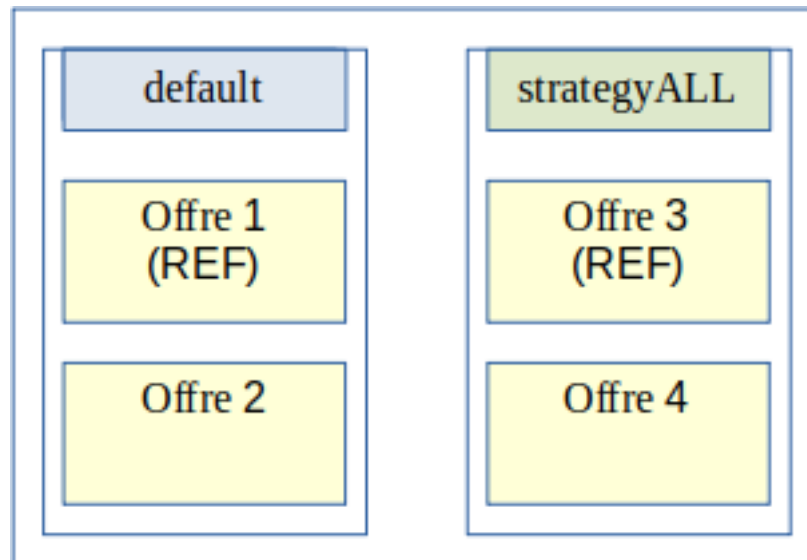 default
Offre 1
(REF)
Offre 2
strategyALL
Offre 3
(REF)
Offre 4